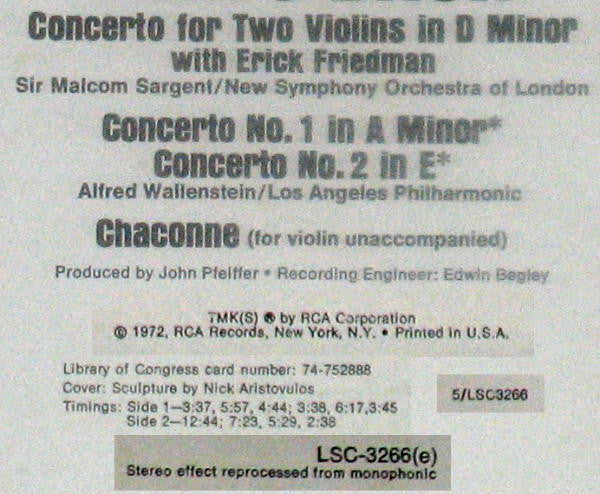 Concerto for Two Violins in D Minor
with Erick Friedman
Sir Malcom Sargent/New Symphony Orchestra of London
Concerto No. 1 in A Minor*
Concerto No. 2 in E*
Alfred Wallenstein/Los Angeles Philharmonic
Chaconne (for violin unaccompanied)
Produced by John Pfeiffer • Recording Engineer: Edwin Begley
TMK(S) ® by RCA Corporation
© 1972, RCA Records, New York, N.Y. • Printed in U.S.A.
Library of Congress card number: 74-752888
Cover: Sculpture by Nick Aristovulos
5/LSC3266
Timings: Side 1—3:37, 5:57, 4:44; 3:38, 6:17,3:45
Side 2—12:44; 7:23, 5:29, 2:38
LSC-3266(e)
Stereo effect reprocessed from monophonic